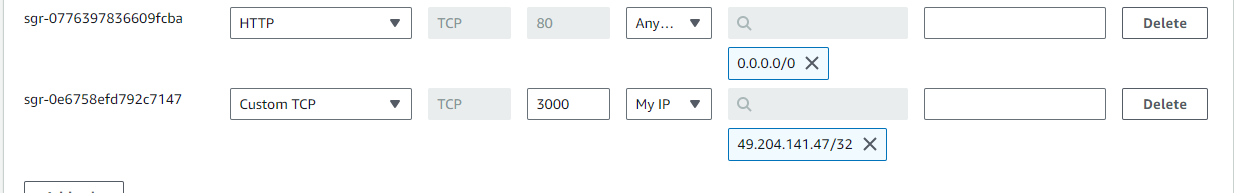 sgr-0776397836609fcba HTTP TCP 80 Any... Delete
0.0.0.0/0
sgr-0e6758efd792c7147 Custom TCP TCP 3000 My IP Delete
49.204.141.47/32